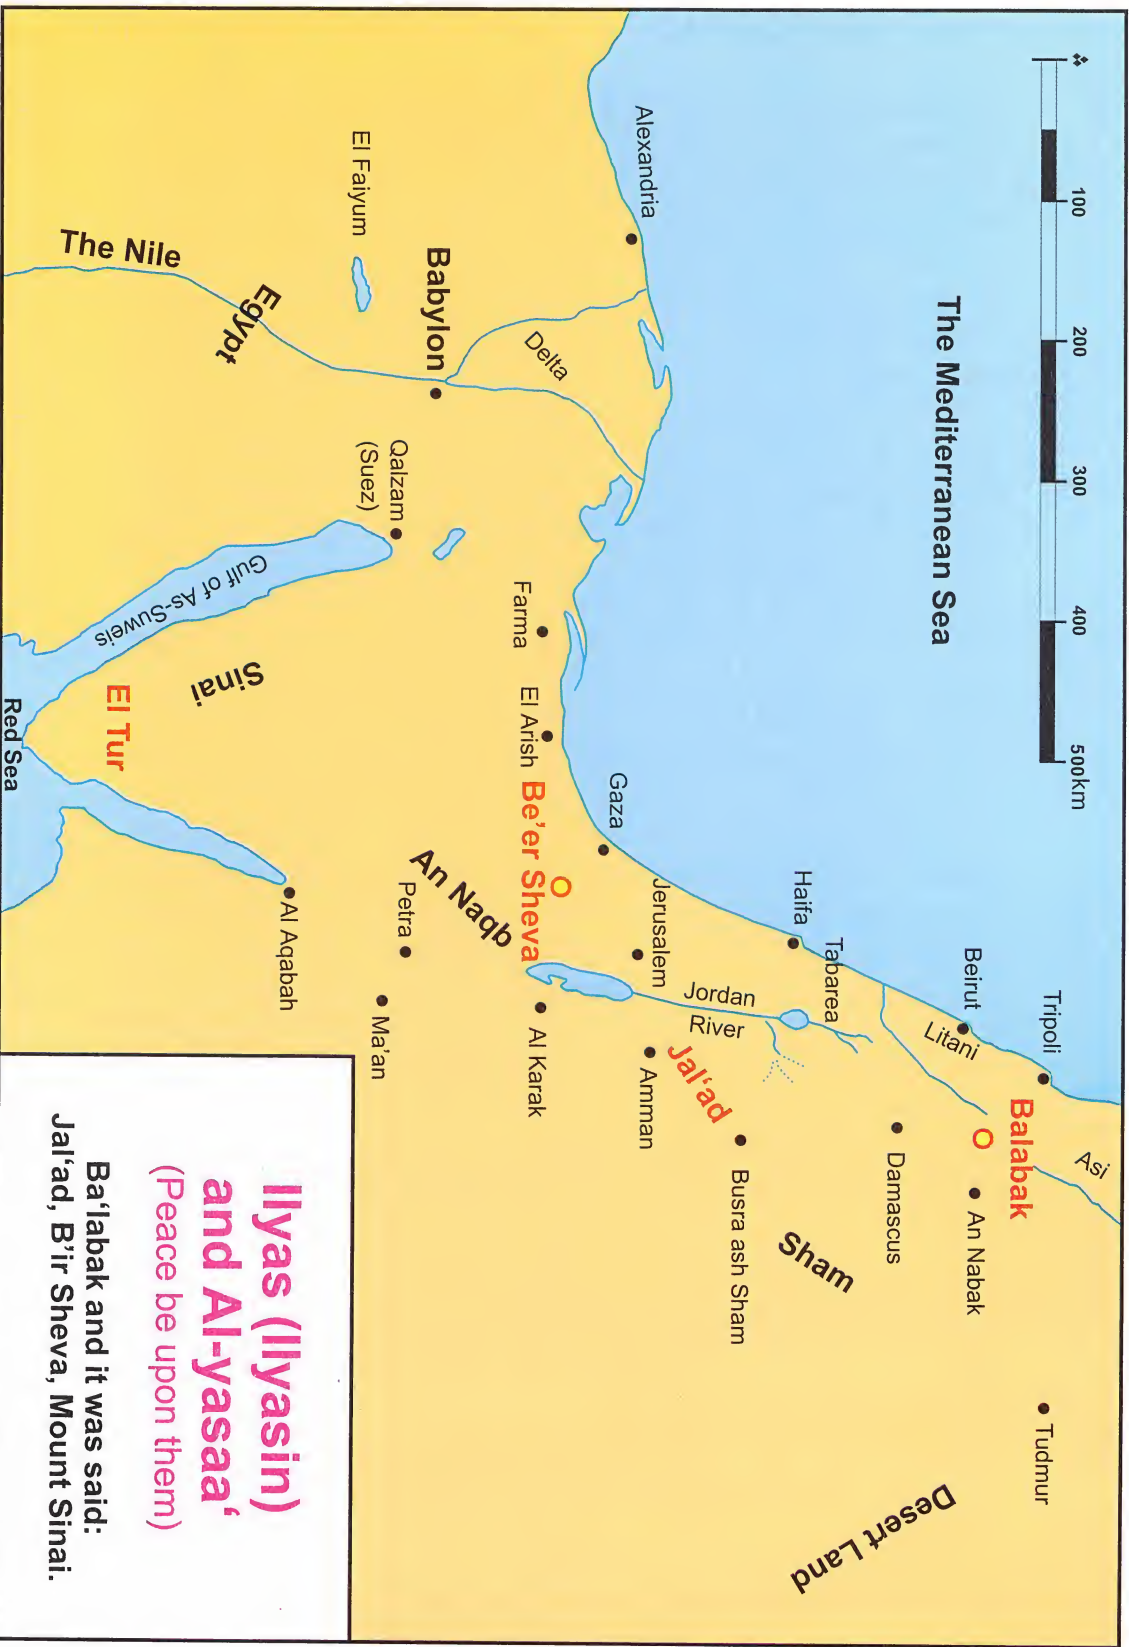 100
200
300
400
500km
The Mediterranean Sea
Tripoli
Beirut
Litani
Asi
Balabak
An Nabak
Tudmur
Damascus
Haifa
Tabarea
Sham
Busra ash Sham
Desert Land
Jordan
River
Jal‘ad
Amman
Jerusalem
Gaza
Alexandria
Delta
Farma
El Arish
Be’er Sheva
Al Karak
An Naqb
Babylon
Petra
Ma’an
Qalzam
(Suez)
El Faiyum
Egypt
The Nile
Gulf of As-Suweis
Sinai
Al Aqabah
El Tur
Red Sea
Ilyas (Ilyasin)
and Al-yasaa‘
(Peace be upon them)
Ba‘labak and it was said:
Jal‘ad, B’ir Sheva, Mount Sinai.